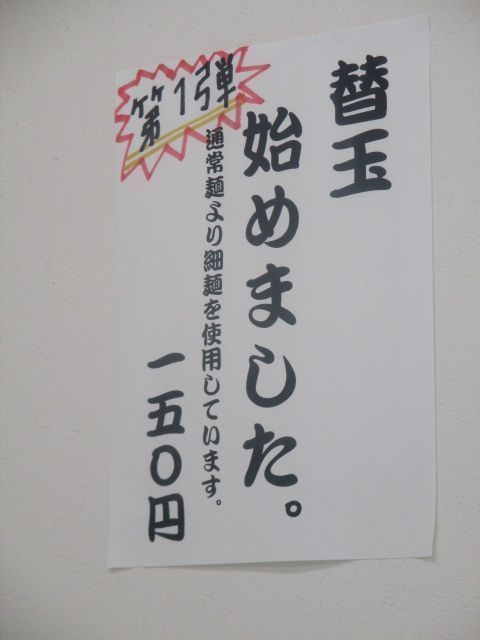 第1弾
替玉
始めました。
通常麺より細麺を使用しています。
一五〇円